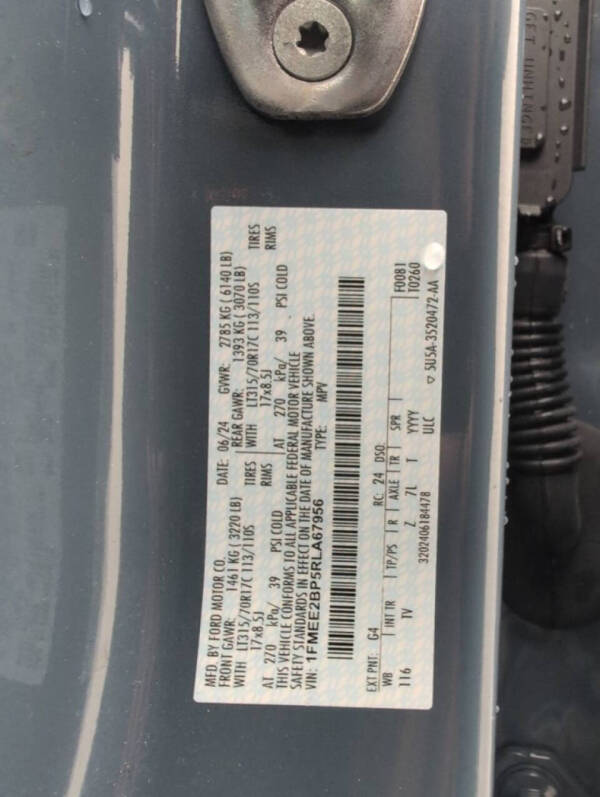 MFD. BY FORD MOTOR CO.
DATE: 06/24 GVWR: 2785 KG ( 6140 LB)
FRONT GAWR: 1461 KG ( 3220 LB)
REAR GAWR: 1393 KG ( 3070 LB)
WITH LT315/70R17C 113/110S TIRES
WITH LT315/70R17C 113/110S TIRES
17x8.5J RIMS
17x8.5J RIMS
AT 270 kPa/ 39 PSI COLD
AT 270 kPa/ 39 PSI COLD
THIS VEHICLE CONFORMS TO ALL APPLICABLE FEDERAL MOTOR VEHICLE
SAFETY STANDARDS IN EFFECT ON THE DATE OF MANUFACTURE SHOWN ABOVE.
VIN: 1FMEE2BP5RLA67956 TYPE: MPV
F0081
T0260
EXT PNT: G4 RC: 24 DSO:
WB INT TR TP/PS R AXLE TR SPR
116 TV Z 7L T YYYY
3202406184478 ULC
▽ 5U5A-3520472-AA
GET UNHINGED